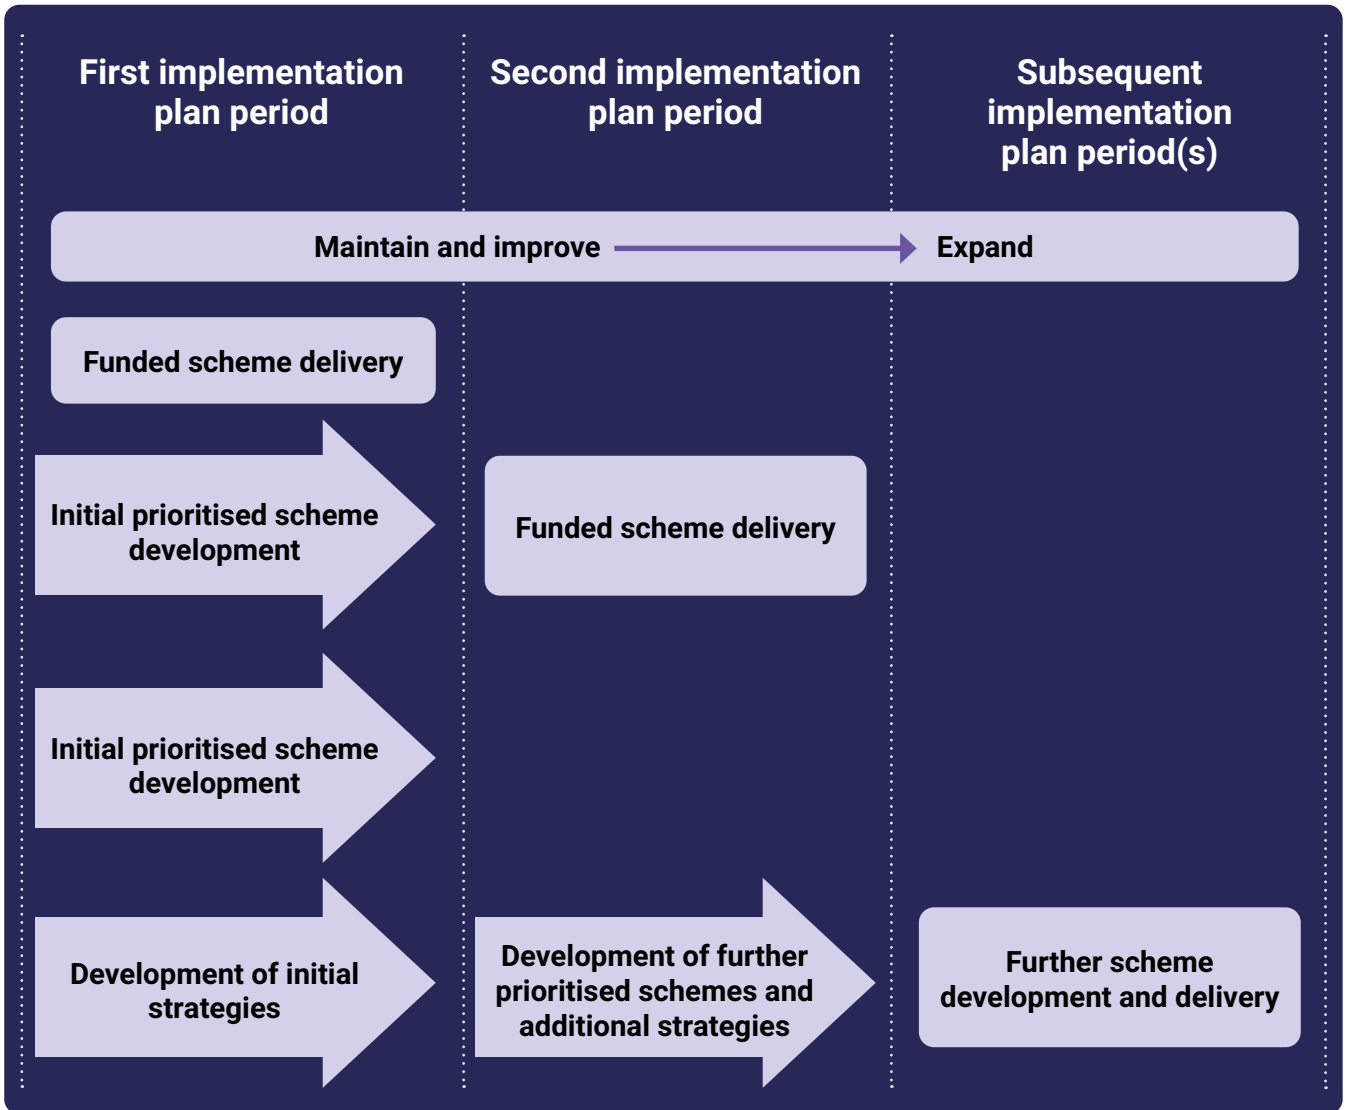 First implementation
plan period
Second implementation
plan period
Subsequent
implementation
plan period(s)
Maintain and improve
Expand
Funded scheme delivery
Initial prioritised scheme
development
Funded scheme delivery
Initial prioritised scheme
development
Development of initial
strategies
Development of further
prioritised schemes and
additional strategies
Further scheme
development and delivery